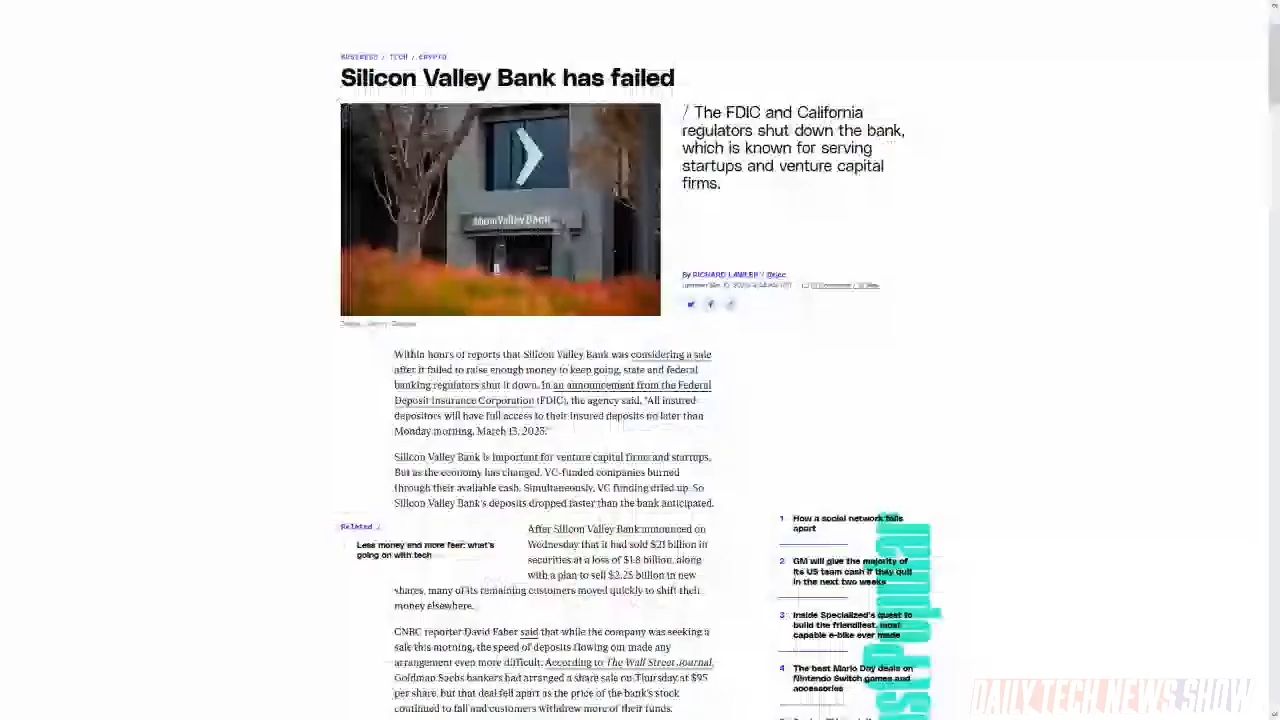 BUSINESS / TECH / CRYPTO
Silicon Valley Bank has failed
/ The FDIC and California
regulators shut down the bank,
which is known for serving
startups and venture capital
firms.
Silicon Valley Bank
By RICHARD LAWLER / @rjcc
Within hours of reports that Silicon Valley Bank was considering a sale
after it failed to raise enough money to keep going, state and federal
banking regulators shut it down. In an announcement from the Federal
Deposit Insurance Corporation (FDIC), the agency said, "All insured
depositors will have full access to their insured deposits no later than
Monday morning, March 13, 2023."
Silicon Valley Bank is important for venture capital firms and startups.
But as the economy has changed, VC-funded companies burned
through their available cash. Simultaneously, VC funding dried up. So
Silicon Valley Bank's deposits dropped faster than the bank anticipated.
Related /
Less money and more fear: what's
going on with tech
After Silicon Valley Bank announced on
Wednesday that it had sold $21 billion in
securities at a loss of $1.8 billion, along
with a plan to sell $2.25 billion in new
shares, many of its remaining customers moved quickly to shift their
money elsewhere.
CNBC reporter David Faber said that while the company was seeking a
sale this morning, the speed of deposits flowing out made any
arrangement even more difficult. According to The Wall Street Journal,
Goldman Sachs bankers had arranged a share sale on Thursday at $95
per share, but that deal fell apart as the price of the bank's stock
continued to fall and customers withdrew more of their funds.
1 How a social network fails
apart
2 GM will give the majority of
its US team cash if they quit
in the next two weeks
3 Inside Specialized's quest to
build the friendliest, most
capable e-bike ever made
4 The best Mario Day deals on
Nintendo Switch games and
accessories
DAILY TECH NEWS SHOW